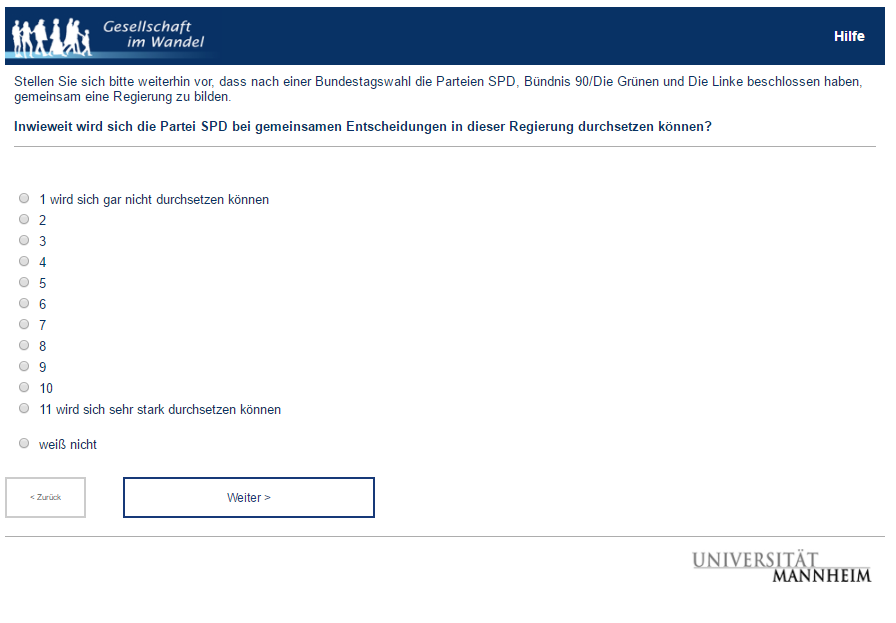 Gesellschaft
im Wandel
Hilfe
Stellen Sie sich bitte weiterhin vor, dass nach einer Bundestagswahl die Parteien SPD, Bündnis 90/Die Grünen und Die Linke beschlossen haben,
gemeinsam eine Regierung zu bilden.
Inwieweit wird sich die Partei SPD bei gemeinsamen Entscheidungen in dieser Regierung durchsetzen können?
1 wird sich gar nicht durchsetzen können
2
3
4
5
6
7
8
9
10
11 wird sich sehr stark durchsetzen können
weiß nicht
< Zurück
Weiter >
UNIVERSITÄT
MANNHEIM